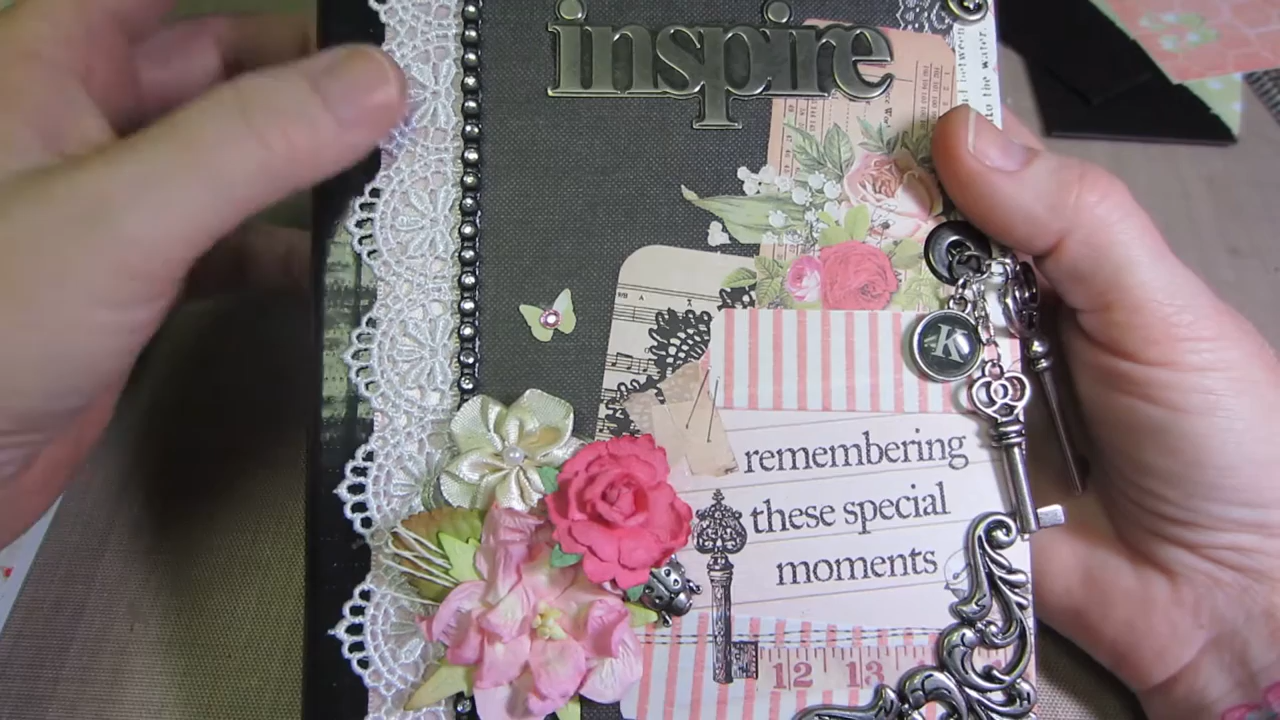 inspire
K
remembering
these special
moments
12 13